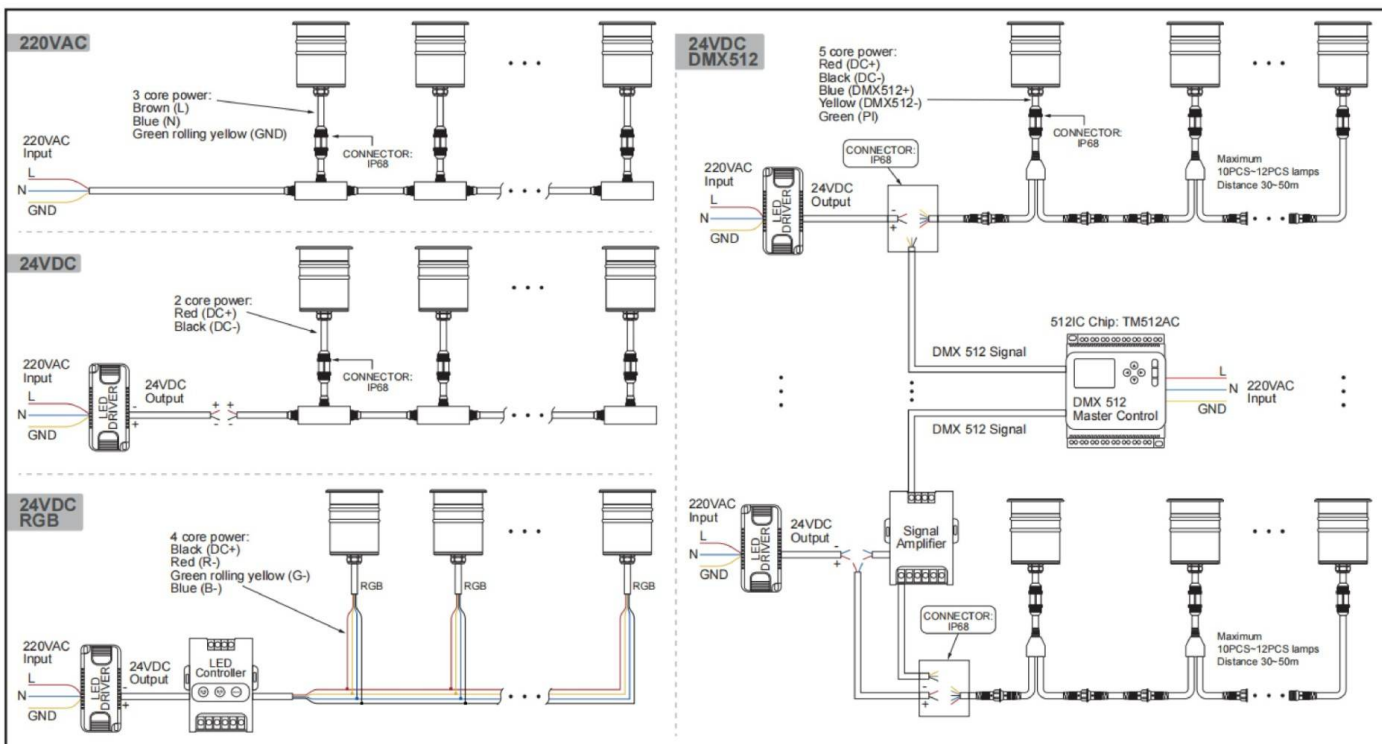 220VAC
3 core power:
Brown (L)
Blue (N)
Green rolling yellow (GND)
220VAC
Input
L
N
GND
CONNECTOR:
IP68
24VDC
2 core power:
Red (DC+)
Black (DC-)
220VAC
Input
L
N
GND
LED
DRIVER
24VDC
Output
-
+
+ +
- -
CONNECTOR:
IP68
24VDC
RGB
4 core power:
Black (DC+)
Red (R-)
Green rolling yellow (G-)
Blue (B-)
RGB
RGB
RGB
220VAC
Input
L
N
GND
LED
DRIVER
24VDC
Output
-
+
LED
Controller
24VDC
DMX512
5 core power:
Red (DC+)
Black (DC-)
Blue (DMX512+)
Yellow (DMX512-)
Green (PI)
CONNECTOR:
IP68
CONNECTOR:
IP68
Maximum
10PCS~12PCS lamps
Distance 30~50m
220VAC
Input
L
N
GND
LED
DRIVER
24VDC
Output
-
+
512IC Chip: TM512AC
DMX 512 Signal
DMX 512
Master Control
L
N
GND
220VAC
Input
DMX 512 Signal
220VAC
Input
L
N
GND
LED
DRIVER
24VDC
Output
-
+
Signal
Amplifier
CONNECTOR:
IP68
-
+
Maximum
10PCS~12PCS lamps
Distance 30~50m